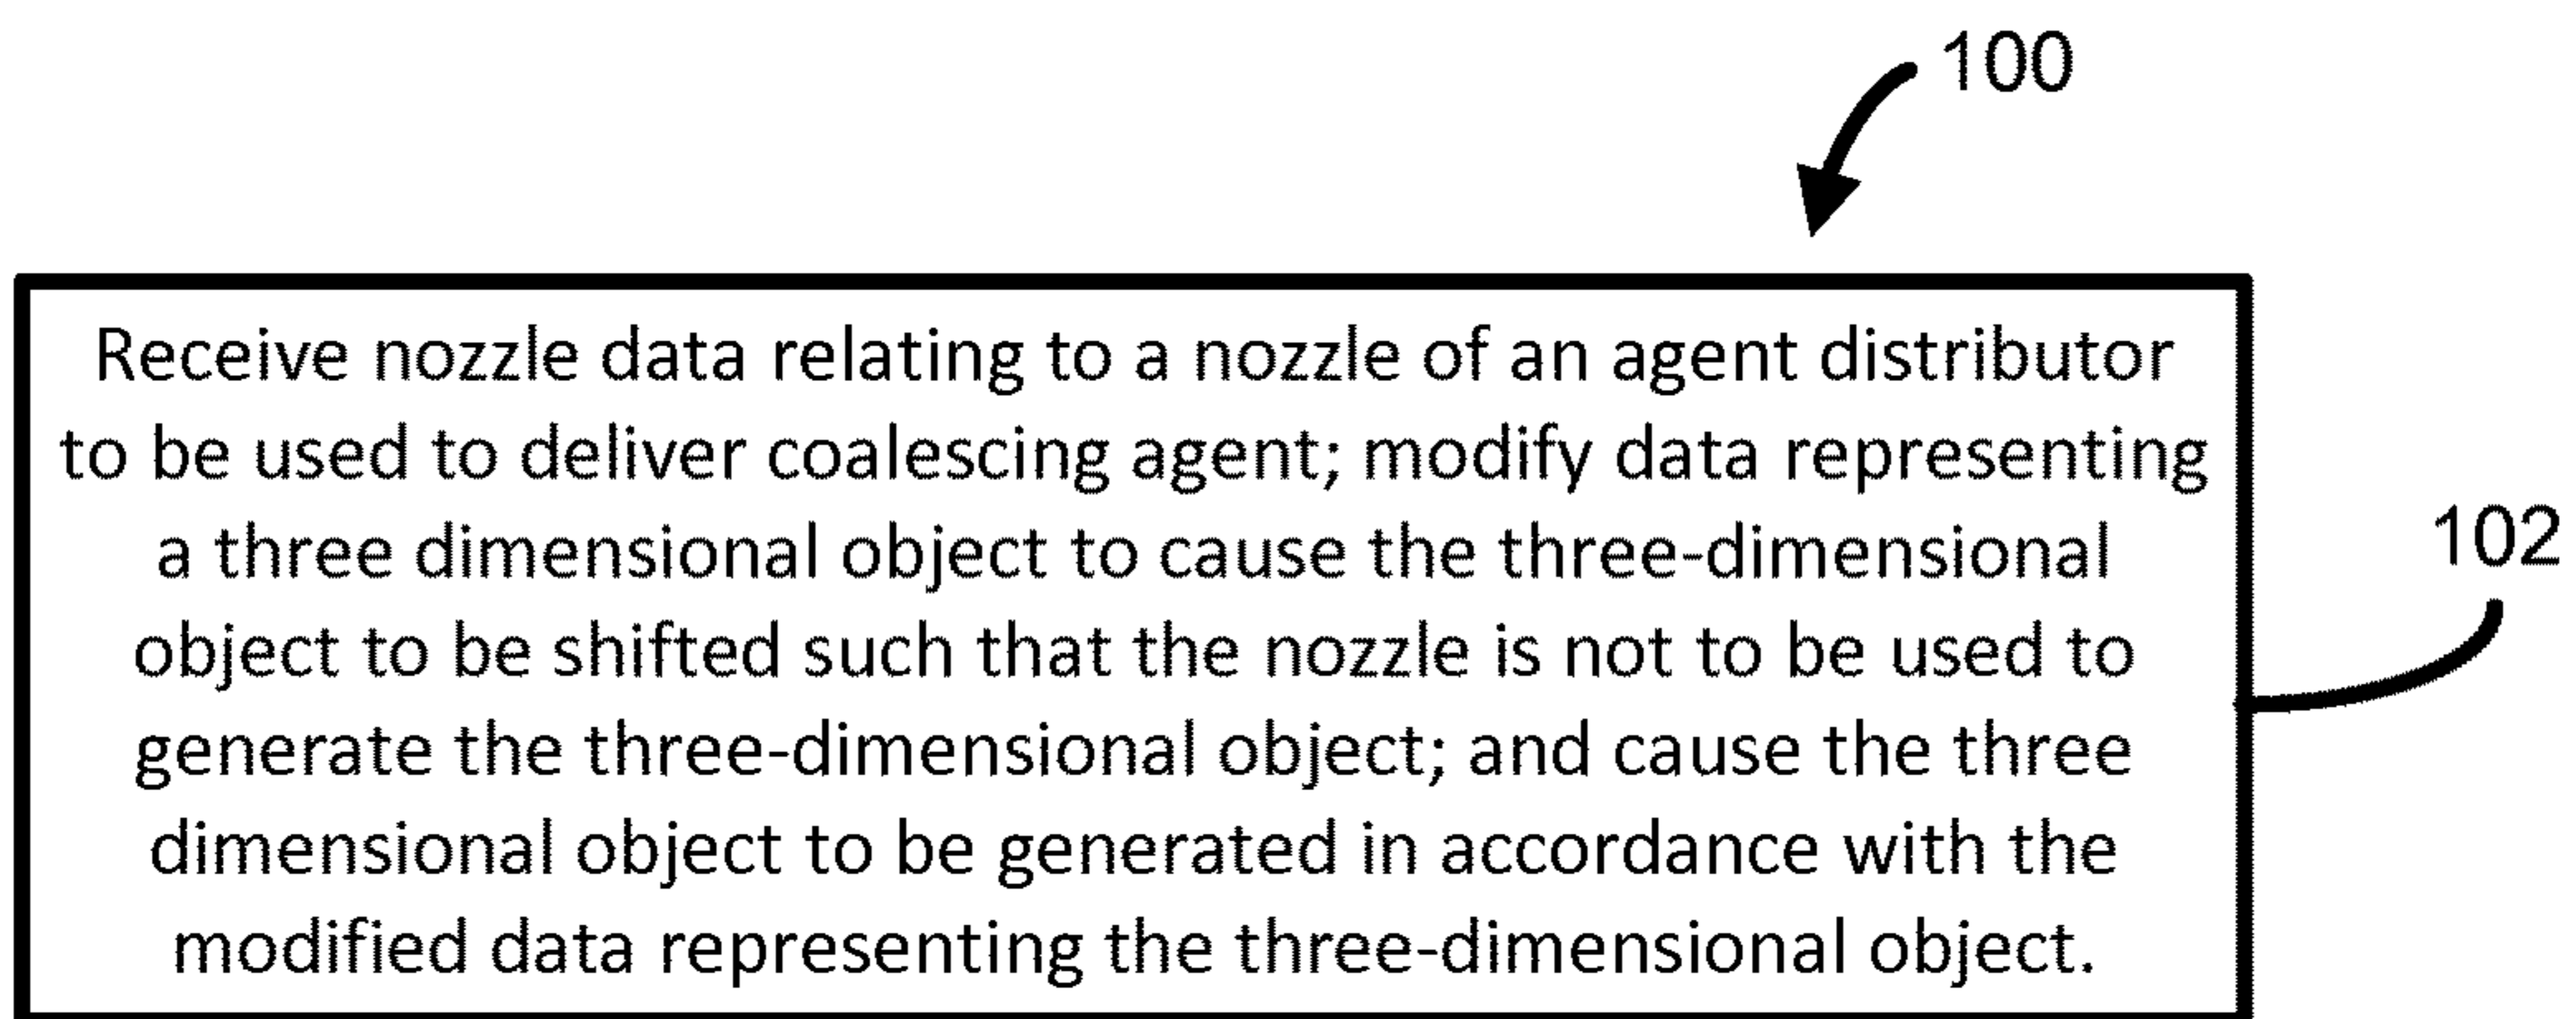 100
Receive nozzle data relating to a nozzle of an agent distributor
to be used to deliver coalescing agent; modify data representing
a three dimensional object to cause the three-dimensional
object to be shifted such that the nozzle is not to be used to
generate the three-dimensional object; and cause the three
dimensional object to be generated in accordance with the
modified data representing the three-dimensional object.
102